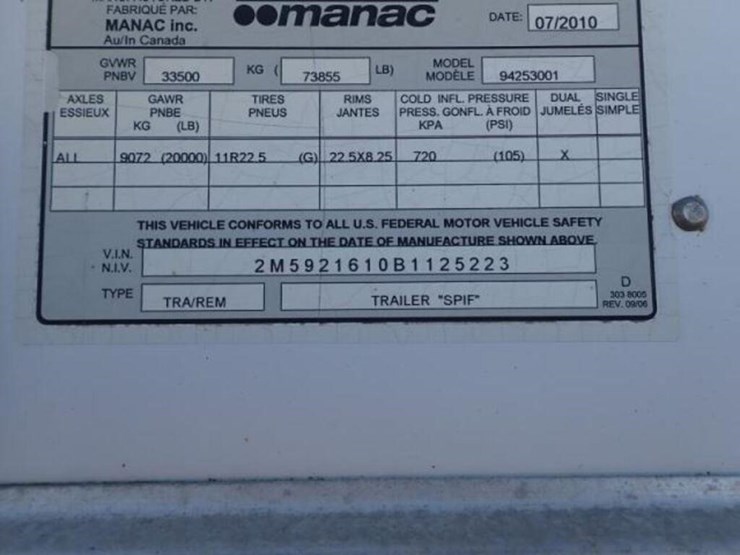 FABRIQUÉ PAR:
MANAC inc.
Au/In Canada
manac
DATE: 07/2010
GVWR
PNBV 33500 KG ( 73855 LB)
MODEL
MODÈLE 94253001
AXLES
ESSIEUX
GAWR
PNBE
KG (LB)
TIRES
PNEUS
RIMS
JANTES
COLD INFL. PRESSURE
PRESS. GONFL. À FROID
KPA (PSI)
DUAL
JUMELÉS
SINGLE
SIMPLE
ALL 9072 (20000) 11R22.5 (G) 22.5X8.25 720 (105) X
THIS VEHICLE CONFORMS TO ALL U.S. FEDERAL MOTOR VEHICLE SAFETY
STANDARDS IN EFFECT ON THE DATE OF MANUFACTURE SHOWN ABOVE.
V.I.N.
N.I.V. 2M5921610B1125223
TYPE TRA/REM TRAILER "SPIF"
D
303 8005
REV. 09/06